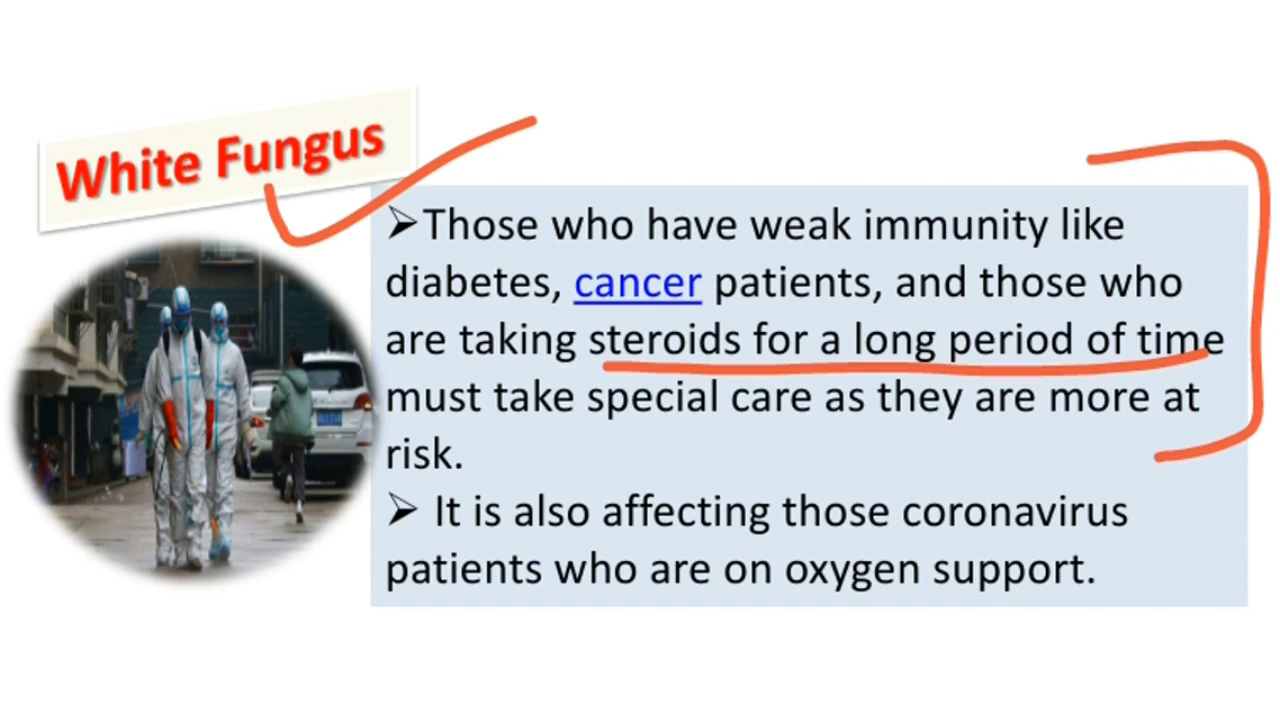 White Fungus
➢Those who have weak immunity like
diabetes, cancer patients, and those who
are taking steroids for a long period of time
must take special care as they are more at
risk.
➢ It is also affecting those coronavirus
patients who are on oxygen support.